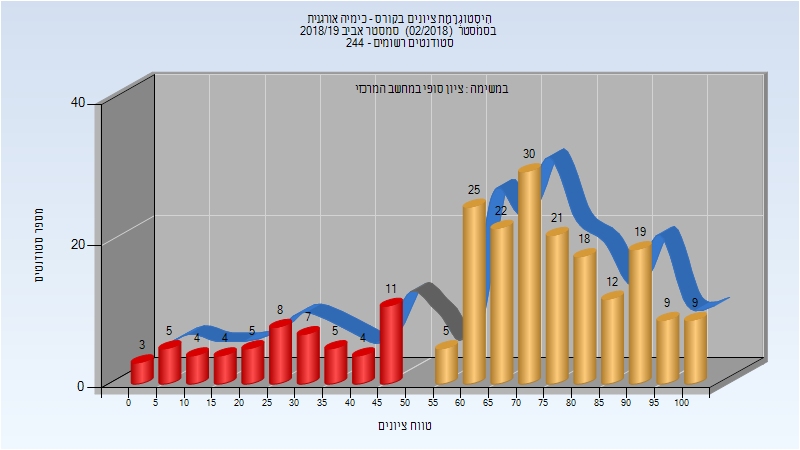 היסטוגרמת ציונים בקורס - כימיה אורגנית
בסמסטר (02/2018) סמסטר אביב 2018/19
סטודנטים רשומים - 244
במשימה : ציון סופי במחשב המרכזי
40
20
0
מספר סטודנטים
3 5 4 4 5 8 7 5 4 11 5 25 22 30 21 18 12 19 9 9
0 5 10 15 20 25 30 35 40 45 50 55 60 65 70 75 80 85 90 95 100
טווח ציונים